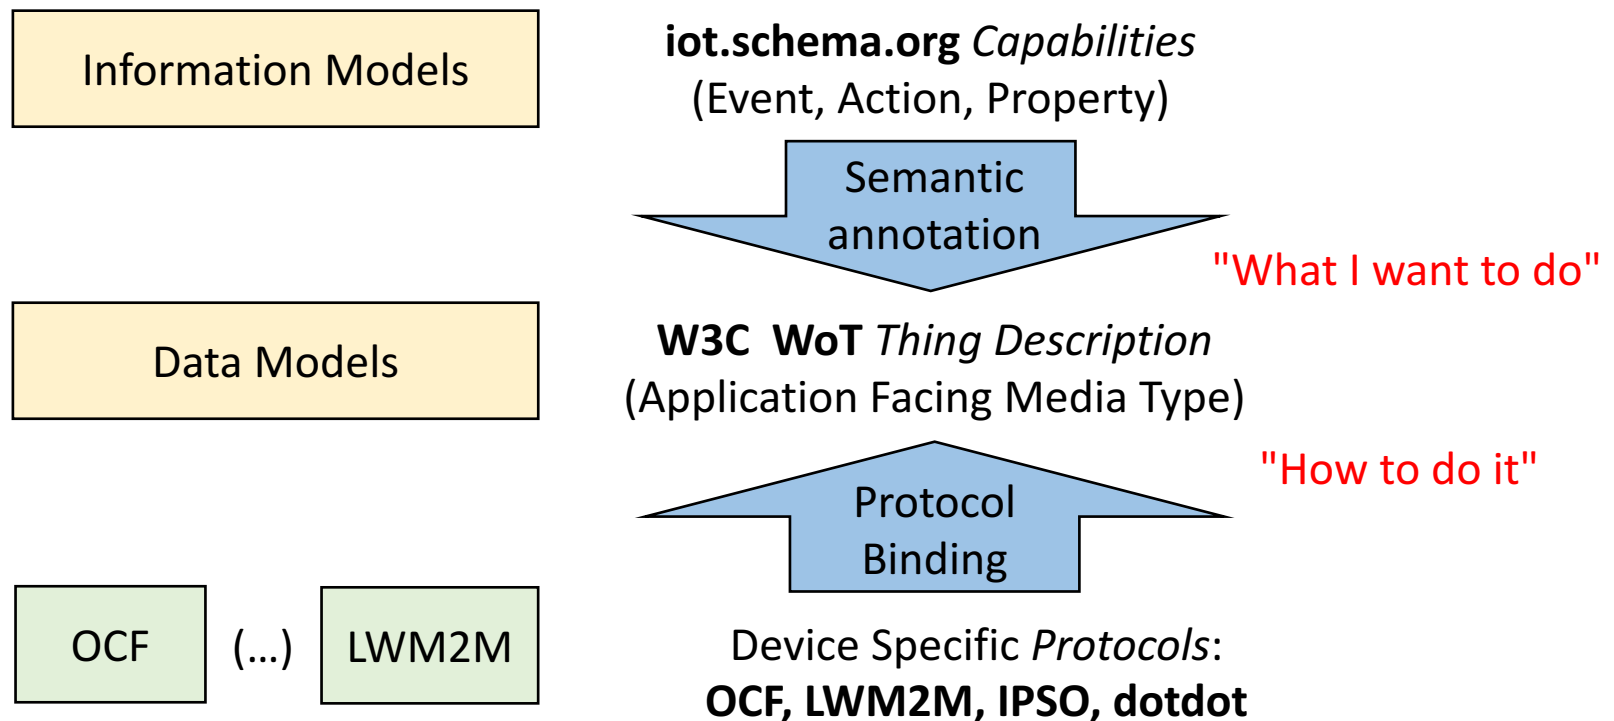 Information Models
iot.schema.org Capabilities
(Event, Action, Property)
Semantic
annotation
"What I want to do"
Data Models
W3C WoT Thing Description
(Application Facing Media Type)
"How to do it"
Protocol
Binding
OCF
(...)
LWM2M
Device Specific Protocols:
OCF, LWM2M, IPSO, dotdot